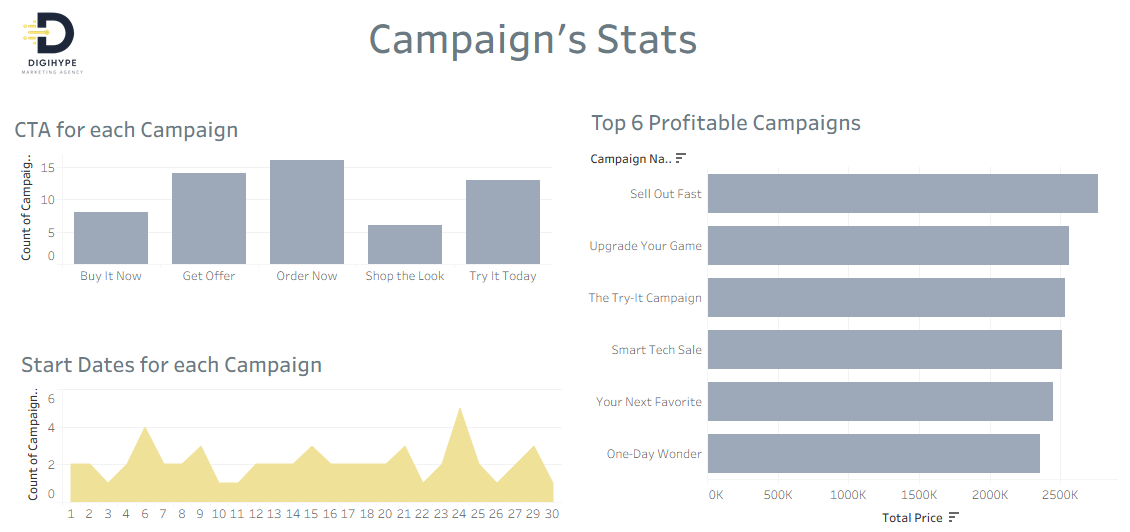 DIGIHYPE
MARKETING AGENCY
Campaign's Stats
CTA for each Campaign
Count of Campaig..
15
10
5
0
Buy It Now Get Offer Order Now Shop the Look Try It Today
Start Dates for each Campaign
Count of Campaign..
6
4
2
0
1 2 3 4 6 7 8 9 10 11 12 13 14 15 16 17 18 20 21 22 23 24 25 26 27 29 30
Top 6 Profitable Campaigns
Campaign Na..
Sell Out Fast
Upgrade Your Game
The Try-It Campaign
Smart Tech Sale
Your Next Favorite
One-Day Wonder
0K 500K 1000K 1500K 2000K 2500K
Total Price